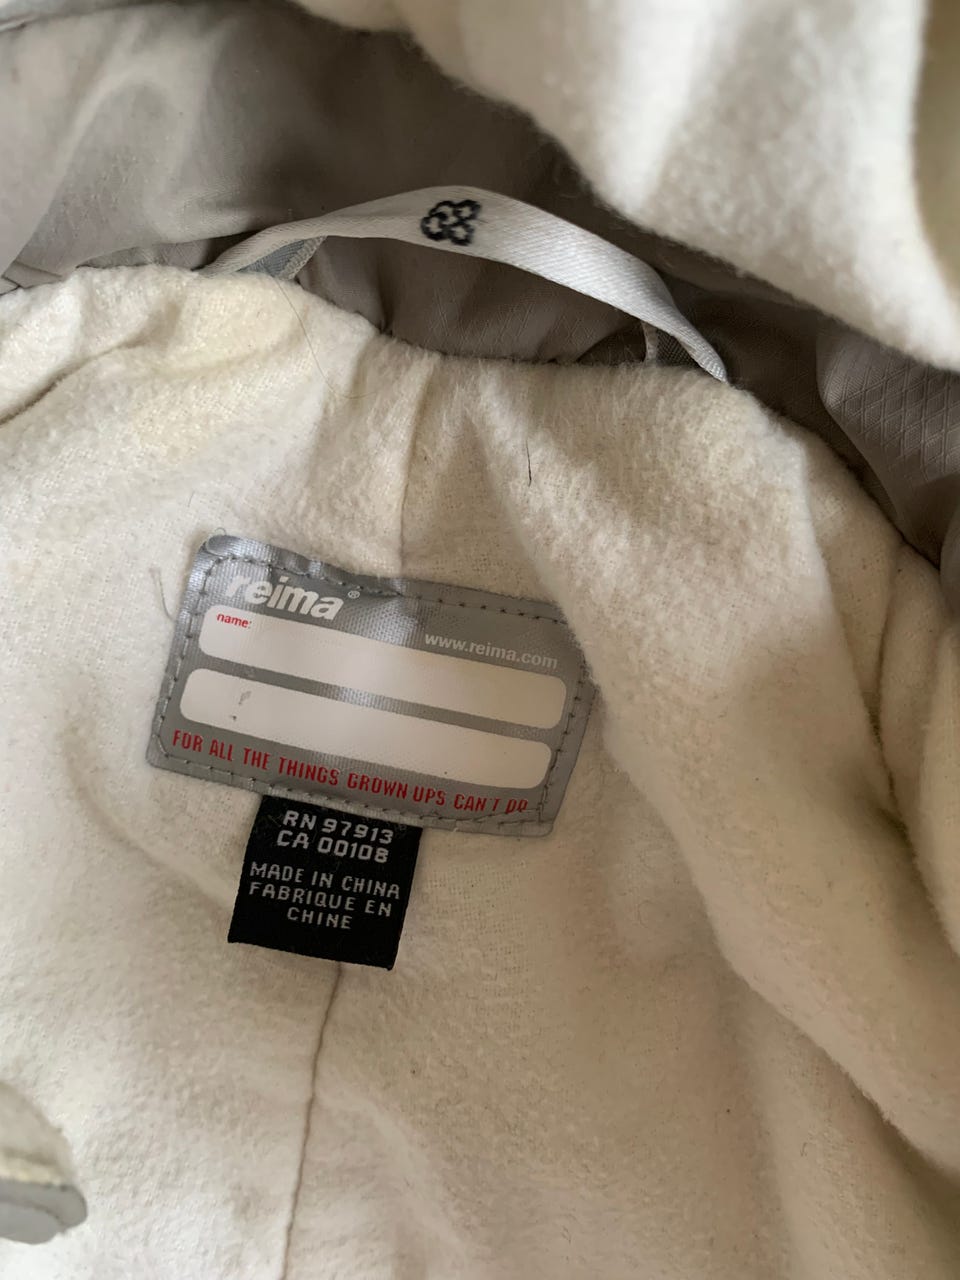 68
reima®
name:
www.reima.com
FOR ALL THE THINGS GROWN UPS CAN'T DO
RN 97913
CA 00108
MADE IN CHINA
FABRIQUE EN
CHINE